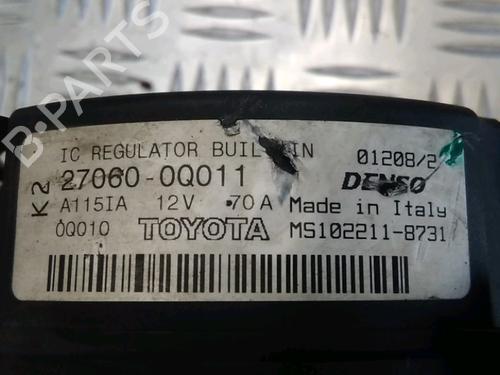 B-PARTS
IC REGULATOR BUILT IN 01208/2
K2 27060-0Q011 DENSO
A115IA 12V 70A Made in Italy
0Q010 TOYOTA MS102211-8731